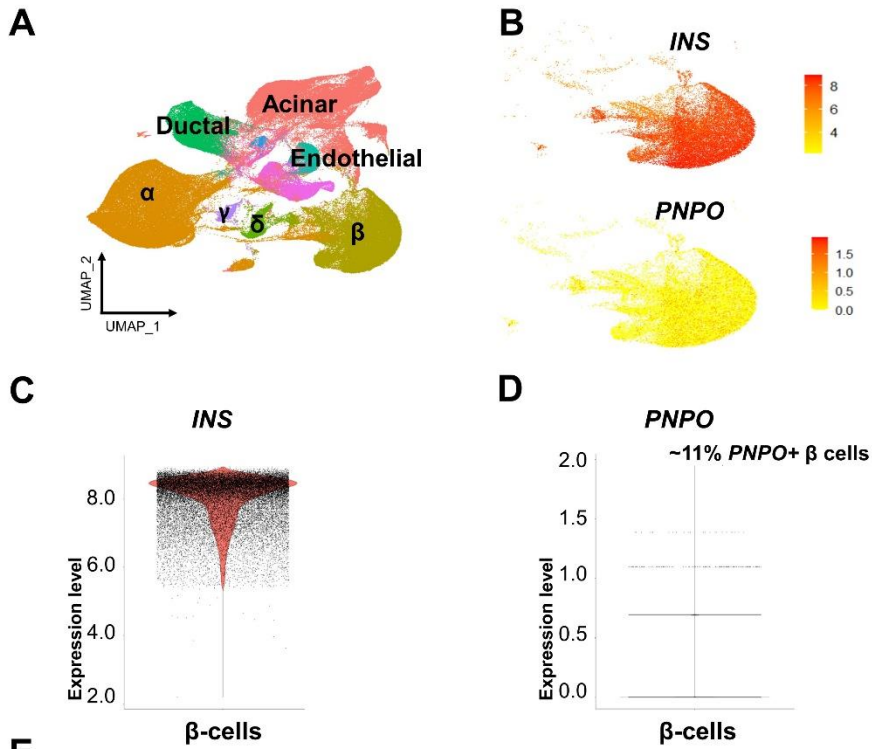 A
Acinar
Ductal
Endothelial
α
γ
δ
β
UMAP_2
UMAP_1
B
INS
8
6
4
PNPO
1.5
1.0
0.5
0.0
C
INS
8.0
6.0
4.0
2.0
Expression level
β-cells
D
PNPO
~11% PNPO+ β cells
2.0
1.5
1.0
0.5
0.0
Expression level
β-cells